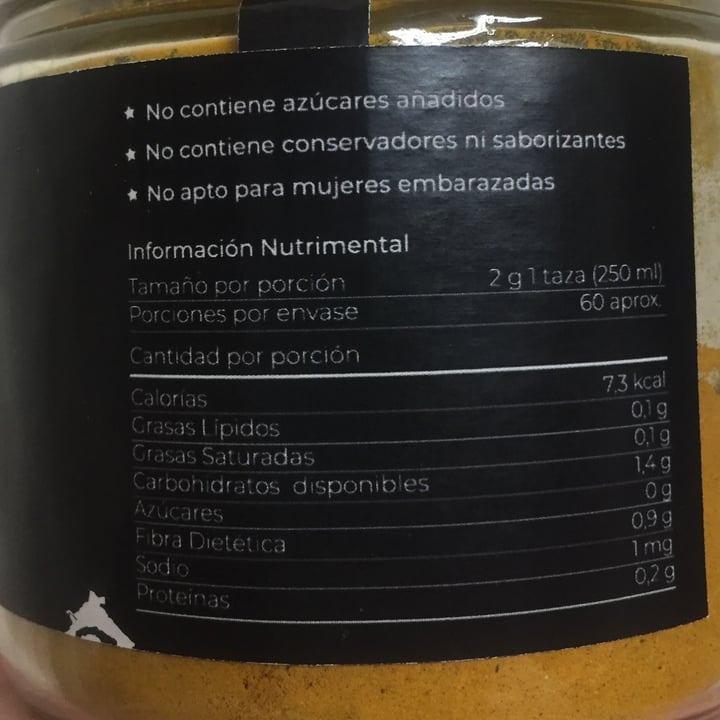 ★ No contiene azúcares añadidos
★ No contiene conservadores ni saborizantes
★ No apto para mujeres embarazadas
Información Nutrimental
Tamaño por porción 2 g 1 taza (250 ml)
Porciones por envase 60 aprox.
Cantidad por porción
Calorías 7,3 kcal
Grasas Lípidos 0,1 g
Grasas Saturadas 0,1 g
Carbohidratos disponibles 1,4 g
Azúcares 0 g
Fibra Dietética 0,9 g
Sodio 1 mg
Proteínas 0,2 g